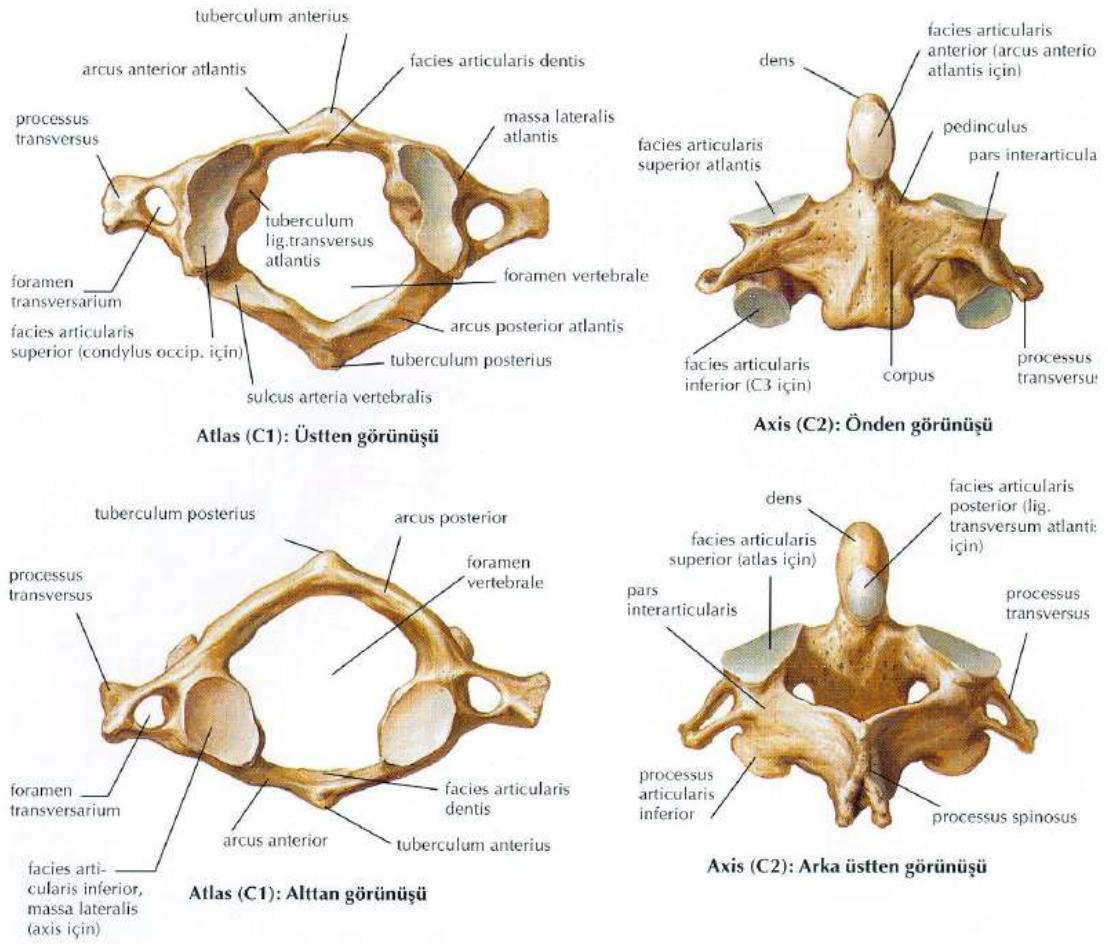 tuberculum anterius
arcus anterior atlantis
facies articularis dentis
processus
transversus
massa lateralis
atlantis
tuberculum
lig.transversus
atlantis
foramen
transversarium
foramen vertebrale
facies articularis
superior (condylus occip. için)
arcus posterior atlantis
tuberculum posterius
sulcus arteria vertebralis
Atlas (C1): Üstten görünüşü
dens
facies articularis
anterior (arcus anterio
atlantis için)
facies articularis
superior atlantis
pedinculus
pars interarticula
facies articularis
inferior (C3 için)
corpus
processus
transversu
Axis (C2): Önden görünüşü
tuberculum posterius
arcus posterior
processus
transversus
foramen
vertebrale
foramen
transversarium
facies articularis
dentis
arcus anterior
tuberculum anterius
facies arti-
cularis inferior,
massa lateralis
(axis için)
Atlas (C1): Alttan görünüşü
dens
facies articularis
posterior (lig.
transversum atlanti
için)
facies articularis
superior (atlas için)
pars
interarticularis
processus
transversus
processus
articularis
inferior
processus spinosus
Axis (C2): Arka üstten görünüşü